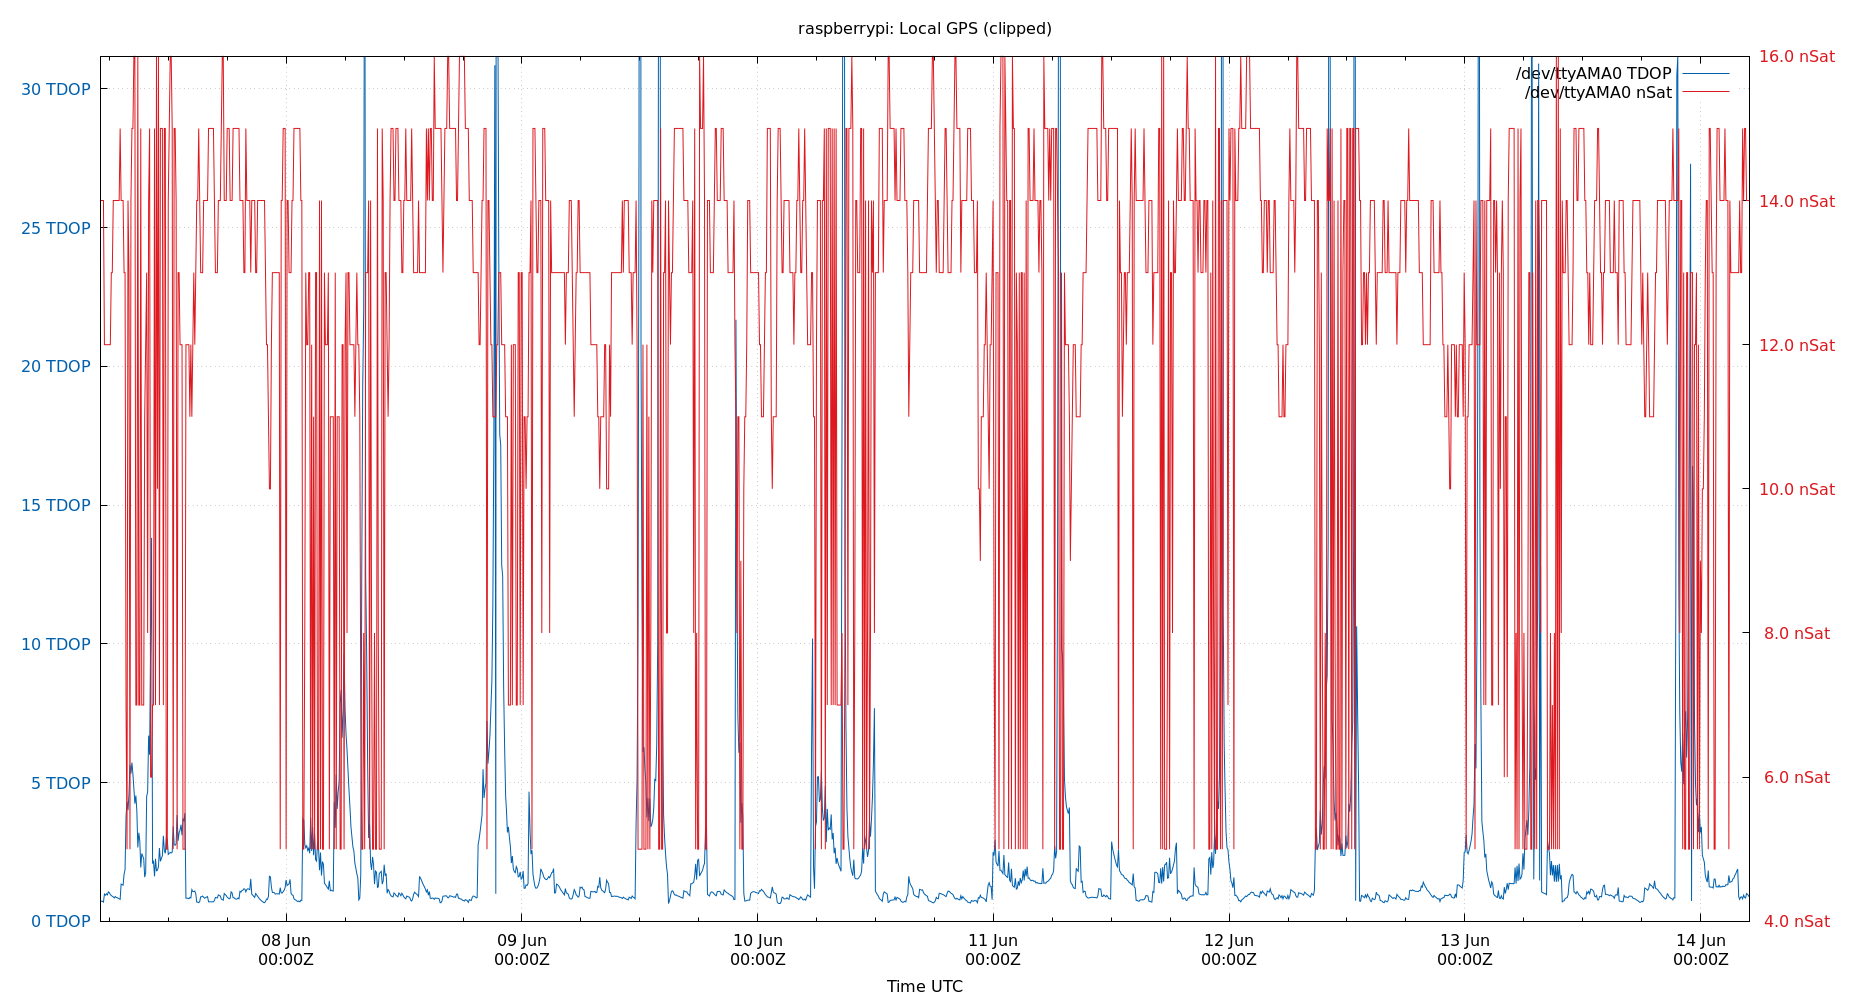 raspberrypi: Local GPS (clipped)
30 TDOP
25 TDOP
20 TDOP
15 TDOP
10 TDOP
5 TDOP
0 TDOP
/dev/ttyAMA0 TDOP
/dev/ttyAMA0 nSat
16.0 nSat
14.0 nSat
12.0 nSat
10.0 nSat
8.0 nSat
6.0 nSat
4.0 nSat
08 Jun
00:00Z
09 Jun
00:00Z
10 Jun
00:00Z
11 Jun
00:00Z
12 Jun
00:00Z
13 Jun
00:00Z
14 Jun
00:00Z
Time UTC